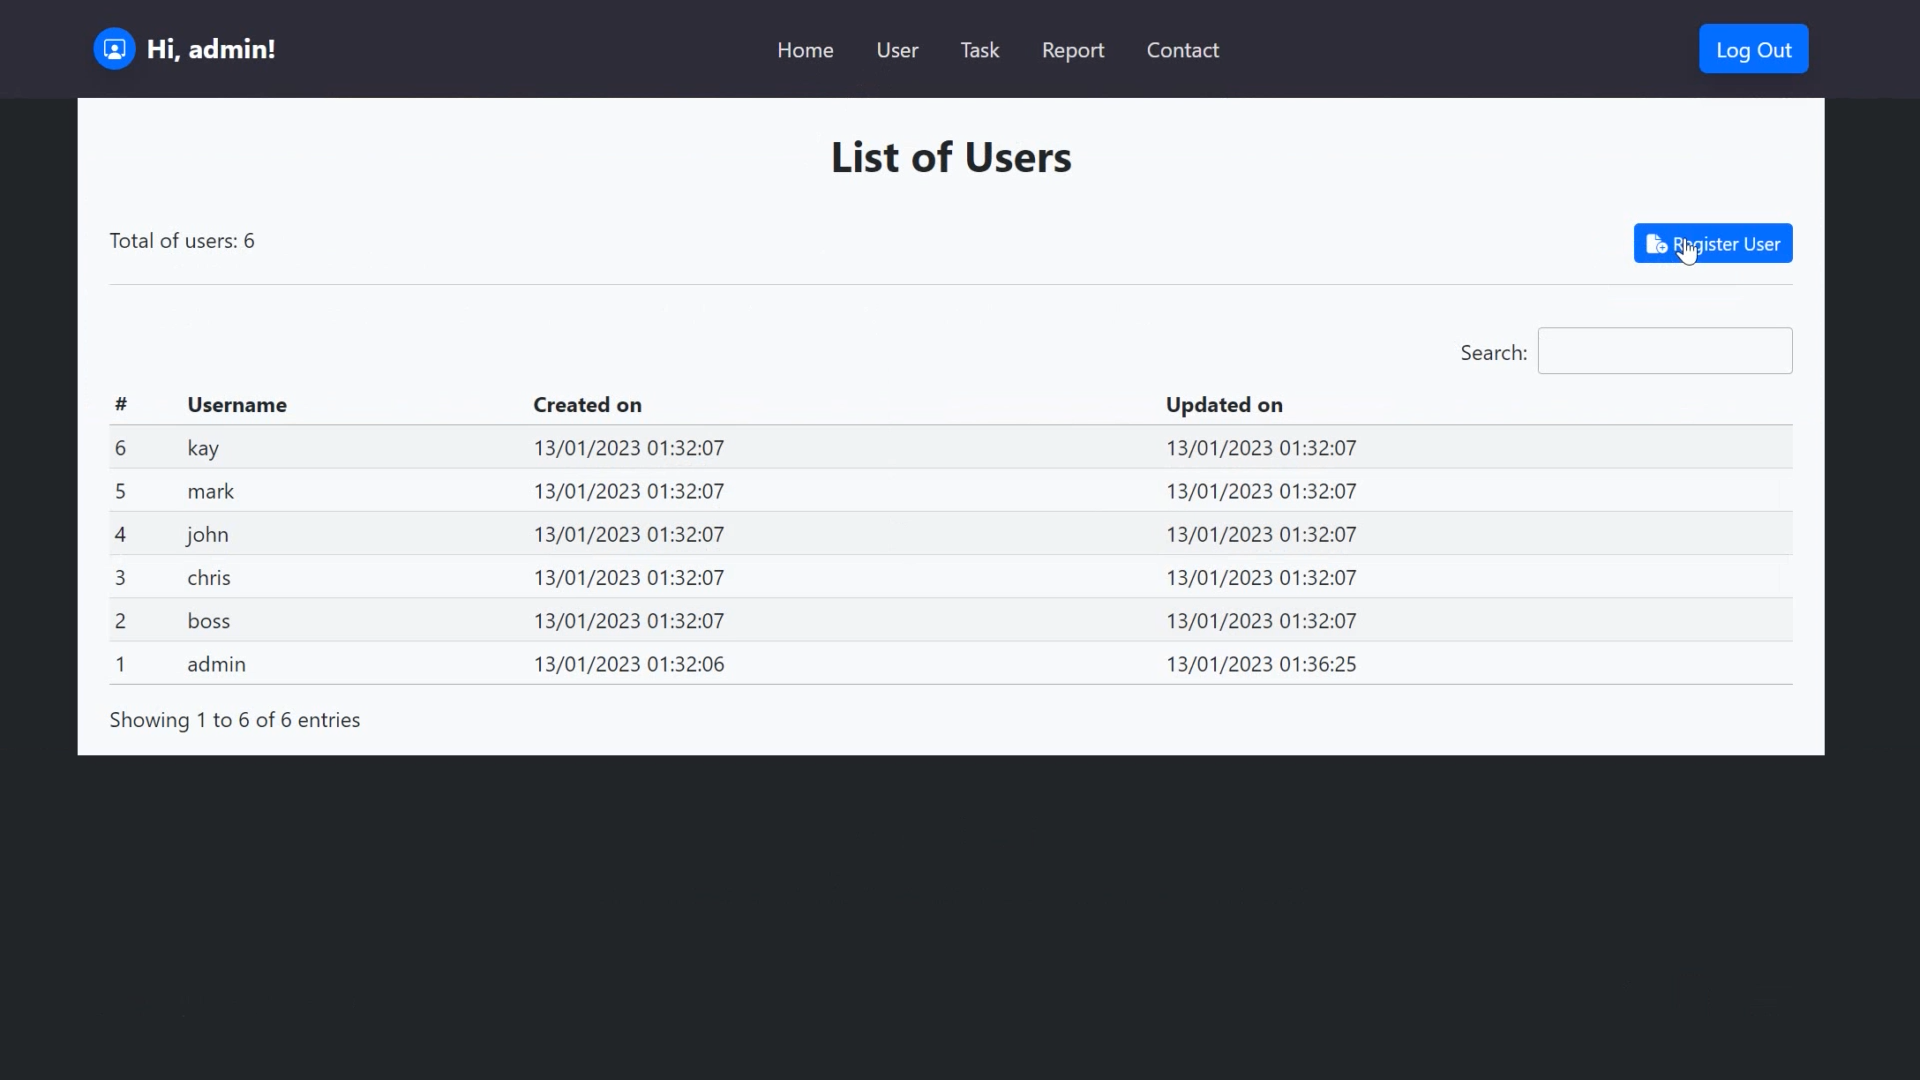 Hi, admin!
Home User Task Report Contact
Log Out
List of Users
Total of users: 6
Register User
Search:
# Username Created on Updated on
6 kay 13/01/2023 01:32:07 13/01/2023 01:32:07
5 mark 13/01/2023 01:32:07 13/01/2023 01:32:07
4 john 13/01/2023 01:32:07 13/01/2023 01:32:07
3 chris 13/01/2023 01:32:07 13/01/2023 01:32:07
2 boss 13/01/2023 01:32:07 13/01/2023 01:32:07
1 admin 13/01/2023 01:32:06 13/01/2023 01:36:25
Showing 1 to 6 of 6 entries